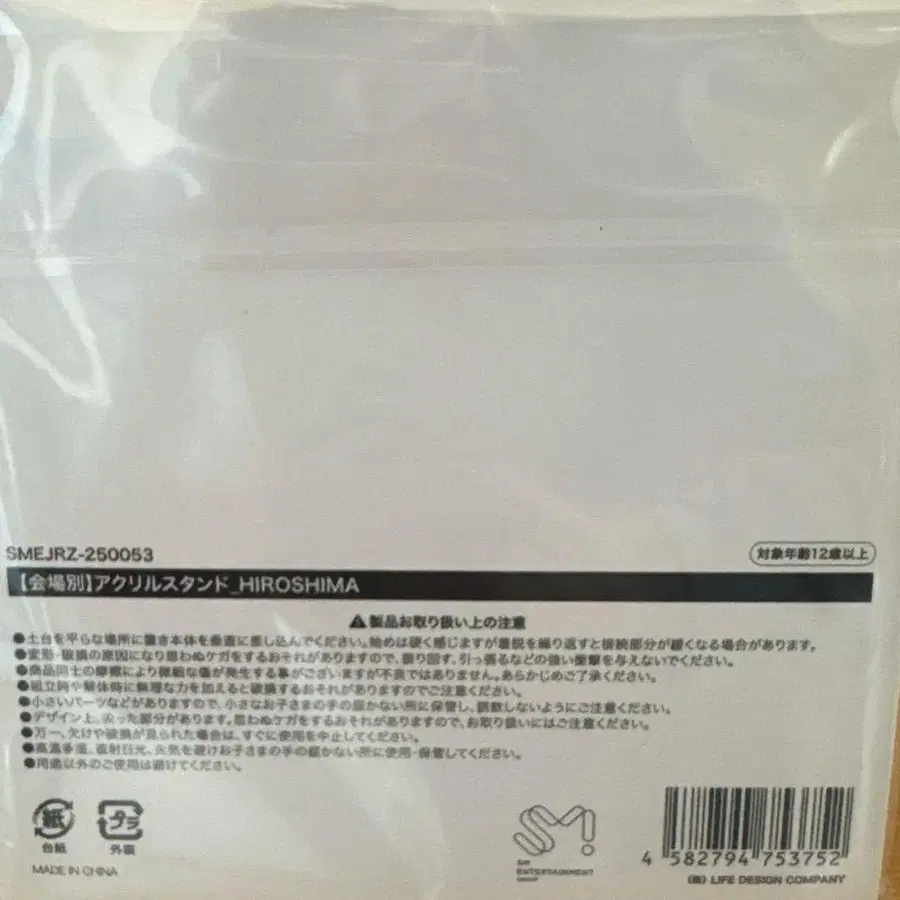 SMEJRZ-250053
対象年齢12歳以上
【会場別】アクリルスタンド_HIROSHIMA
⚠製品お取り扱い上の注意
●土台を平らな場所に置き本体を垂直に差し込んでください。始めは硬く感じますが着脱を繰り返すと接続部分が緩くなる場合があります。
●変形・破損の原因になり思わぬケガをするおそれがありますので、振り回す、引っ張るなどの強い衝撃を与えないでください。
●商品同士の摩擦により微細な傷が発生する事がございますが不良ではありません。あらかじめご了承ください。
●組立時や解体時に無理な力を加えると破損するおそれがありますのでご注意ください。
●小さいパーツなどがありますので、小さなお子さまの手の届かない所に保管し、誤飲しないようにご注意ください。
●デザイン上、尖った部分があります。思わぬケガをするおそれがありますので、お取り扱いにはご注意ください。
●万一、欠けや破損が見られた場合は、すぐに使用を中止してください。
●高温多湿、直射日光、火気を避けお子さまの手の届かない所に使用・保管してください。
●用途以外のご使用は避けてください。
紙
プラ
台紙
外装
MADE IN CHINA
SM
ENTERTAINMENT
GROUP
4 582794 753752
(株) LIFE DESIGN COMPANY